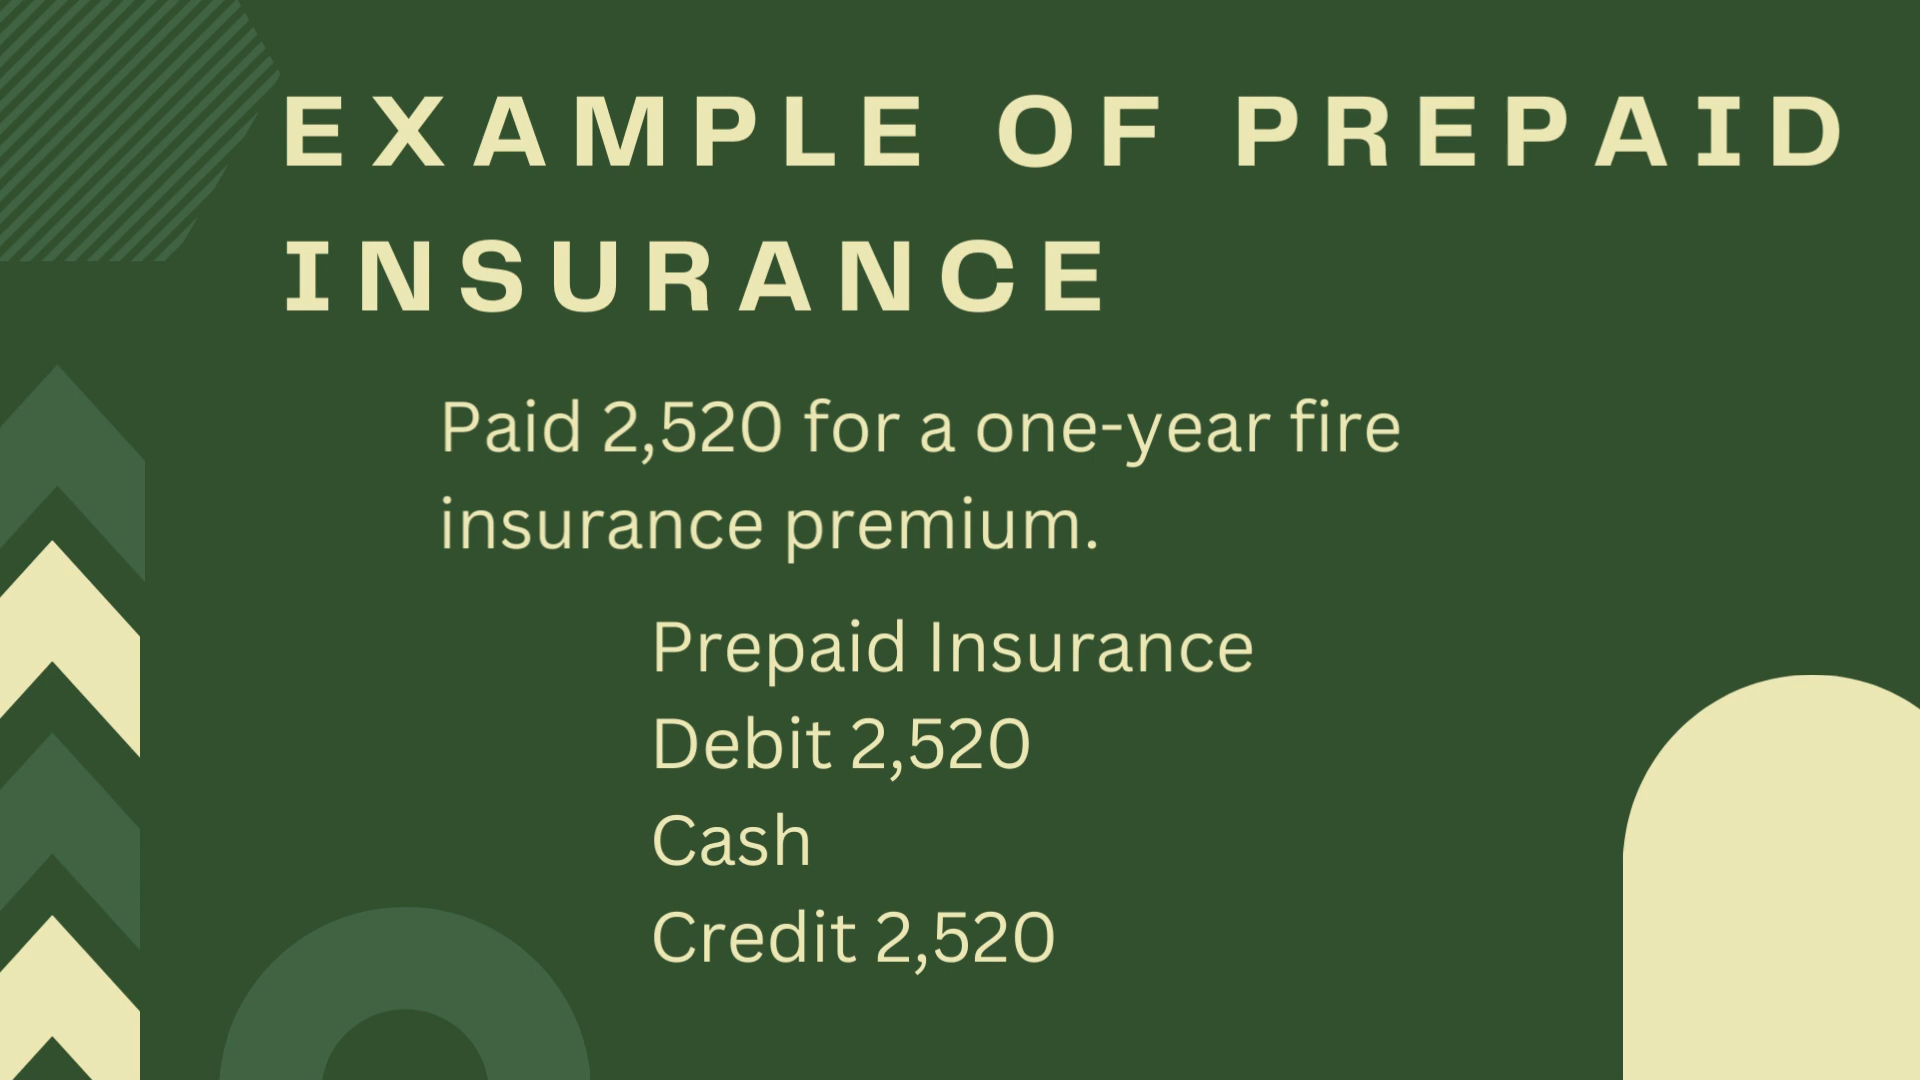 EXAMPLE OF PREPAID
INSURANCE
Paid 2,520 for a one-year fire
insurance premium.
Prepaid Insurance
Debit 2,520
Cash
Credit 2,520